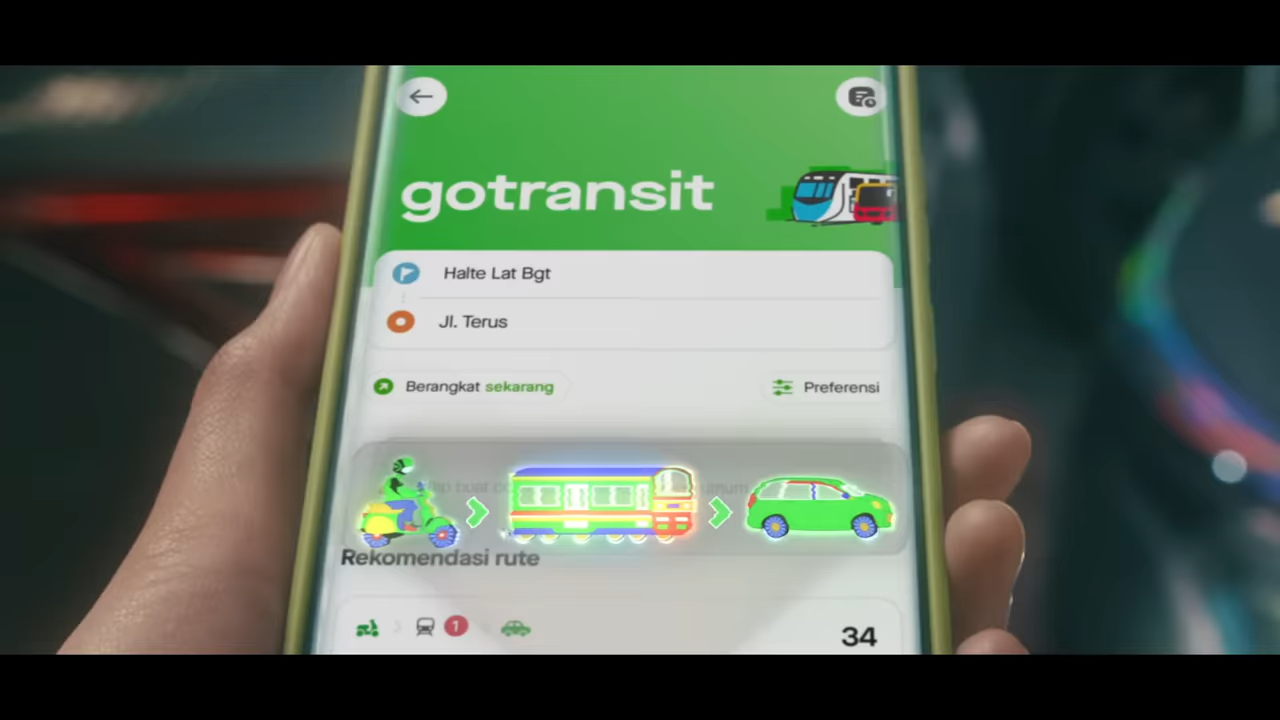 gotransit
Halte Lat Bgt
Jl. Terus
Berangkat sekarang
Preferensi
Rekomendasi rute
1
34